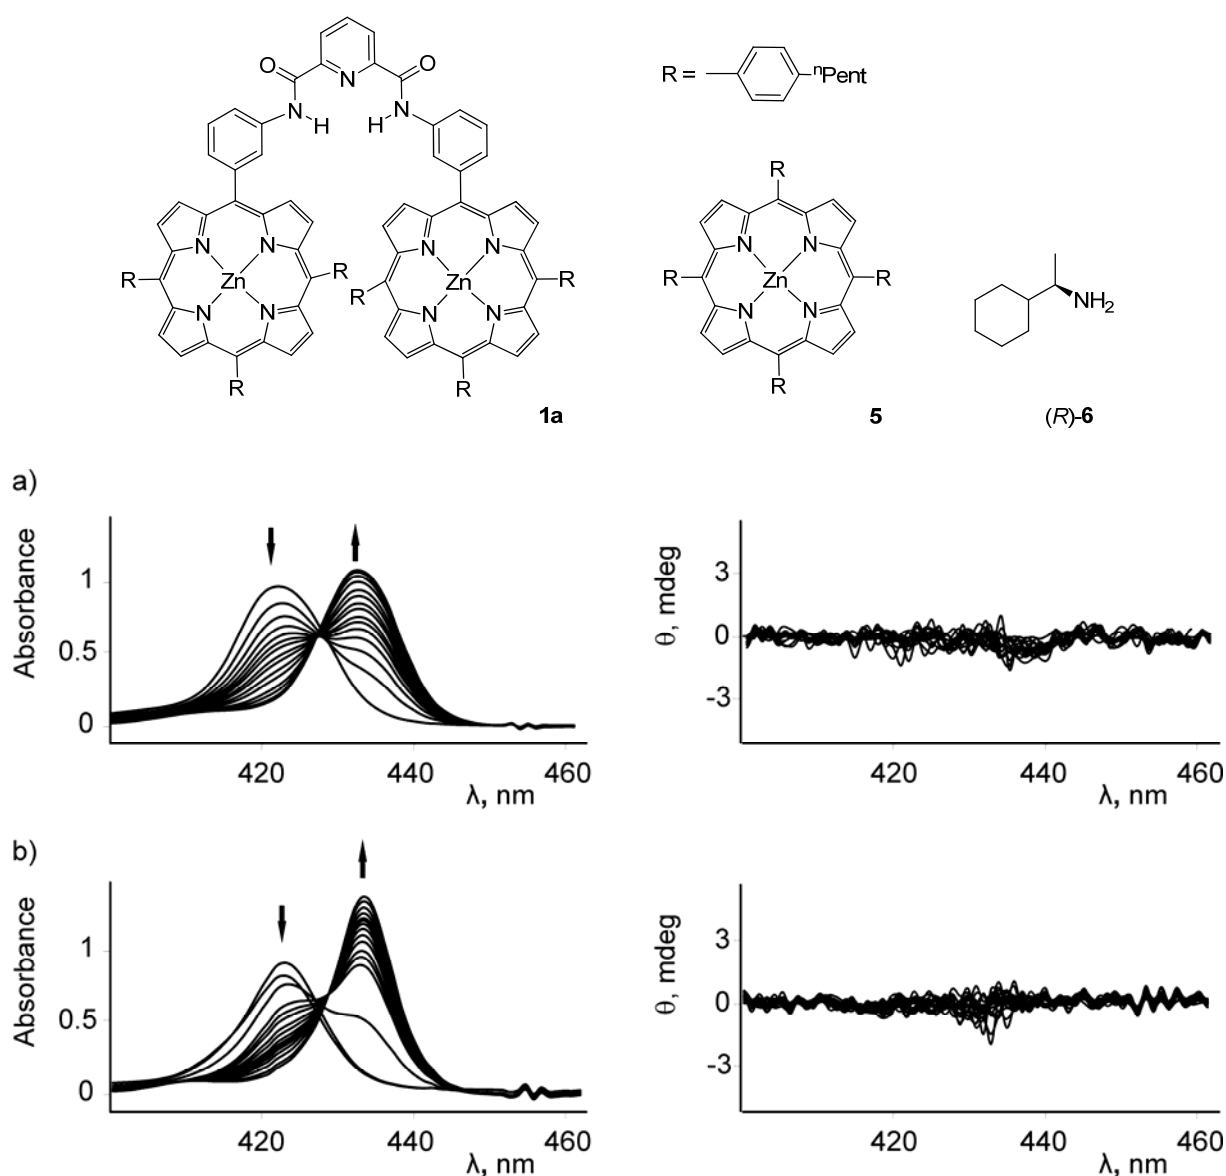 O
N
O
N
H
H
N
R =
ⁿPent
R
N
N
Zn
N
N
R
R
R
N
N
Zn
N
N
R
R
R
R
N
N
Zn
N
N
R
R
R
NH₂
1a
5
(R)-6
a)
Absorbance
1
0.5
0
420
440
460
λ, nm
θ, mdeg
3
0
-3
420
440
460
λ, nm
b)
Absorbance
1
0.5
0
420
440
460
λ, nm
θ, mdeg
3
0
-3
420
440
460
λ, nm